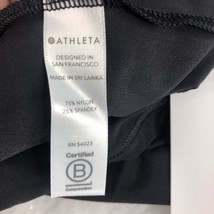 ATHLETA
DESIGNED IN
SAN FRANCISCO
MADE IN SRI LANKA
75% NYLON
25% SPANDEX
RN 54023
Certified
B